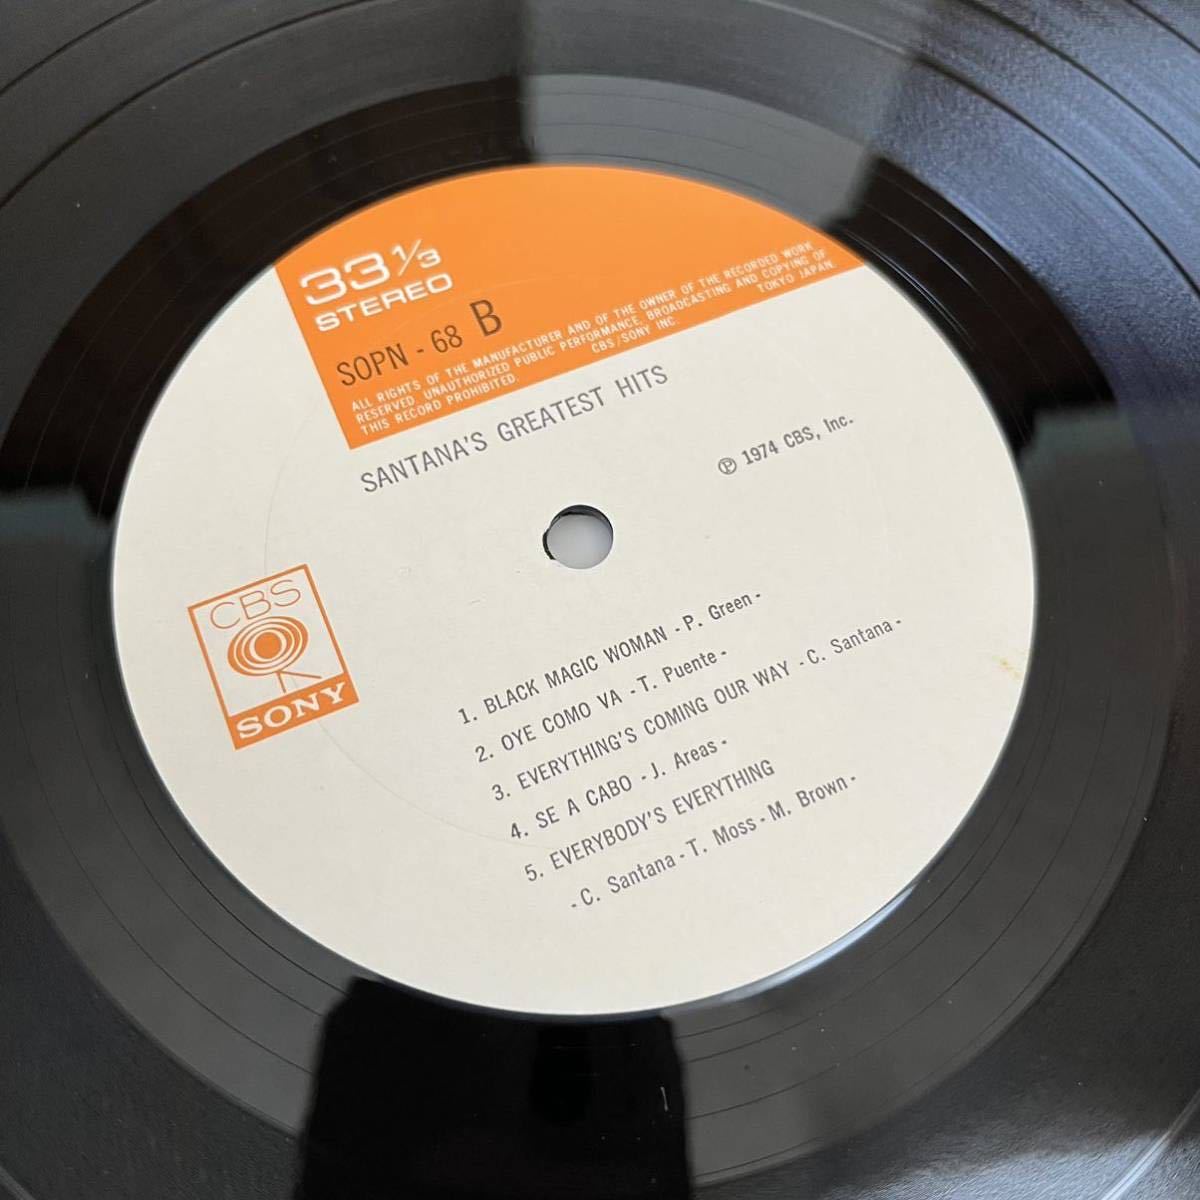 33 1/3
STEREO
SOPN - 68 B
ALL RIGHTS OF THE MANUFACTURER AND OF THE OWNER OF THE RECORDED WORK
RESERVED. UNAUTHORIZED PUBLIC PERFORMANCE, BROADCASTING AND COPYING OF
THIS RECORD PROHIBITED. CBS/SONY INC. TOKYO JAPAN.
SANTANA'S GREATEST HITS
℗ 1974 CBS, Inc.
CBS
SONY
1. BLACK MAGIC WOMAN - P. Green -
2. OYE COMO VA - T. Puente -
3. EVERYTHING'S COMING OUR WAY - C. Santana -
4. SE A CABO - J. Areas -
5. EVERYBODY'S EVERYTHING
- C. Santana - T. Moss - M. Brown -